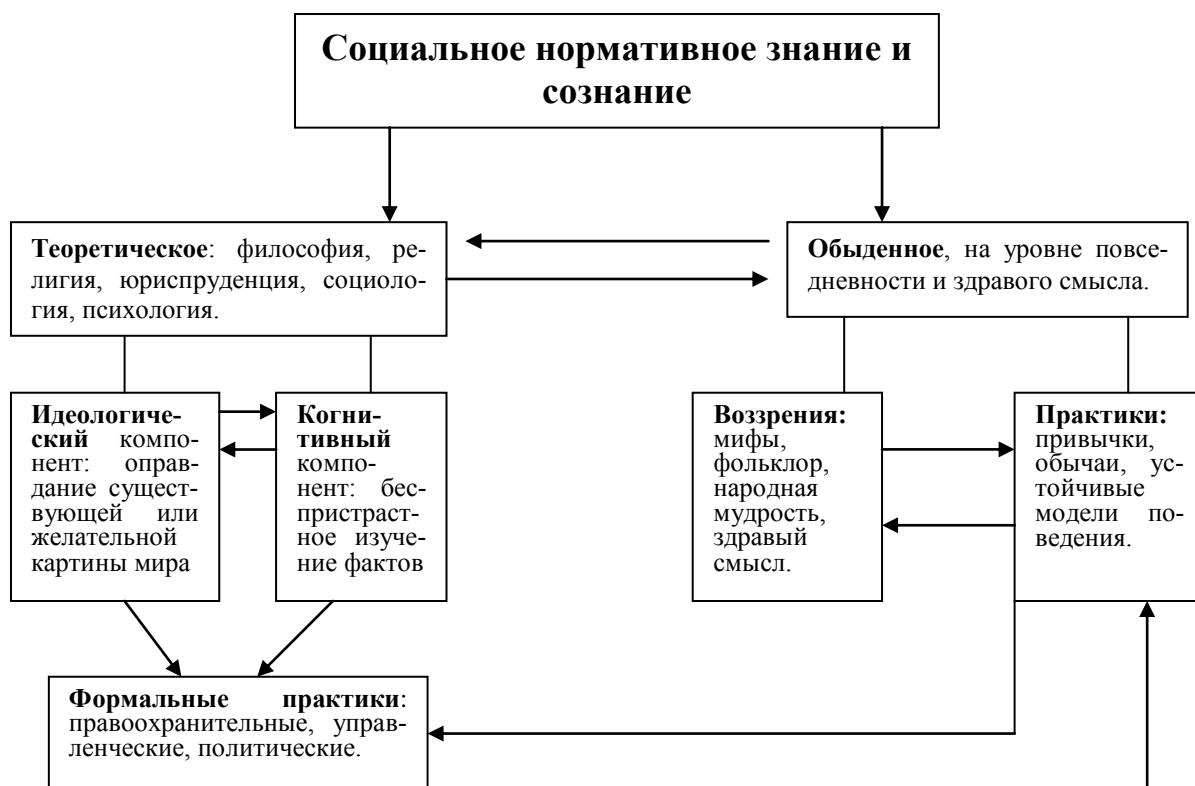 Социальное нормативное знание и
сознание
Теоретическое: философия, ре-
лигия, юриспруденция, социоло-
гия, психология.
Обыденное, на уровне повсе-
дневности и здравого смысла.
Идеологиче-
ский компо-
нент: оправ-
дание сущест-
вующей или
желательной
картины мира
Когни-
тивный
компо-
нент: бес-
пристраст-
ное изуче-
ние фактов
Воззрения:
мифы,
фольклор,
народная
мудрость,
здравый
смысл.
Практики:
привычки,
обычаи, ус-
тойчивые
модели по-
ведения.
Формальные практики:
правоохранительные, управ-
ленческие, политические.